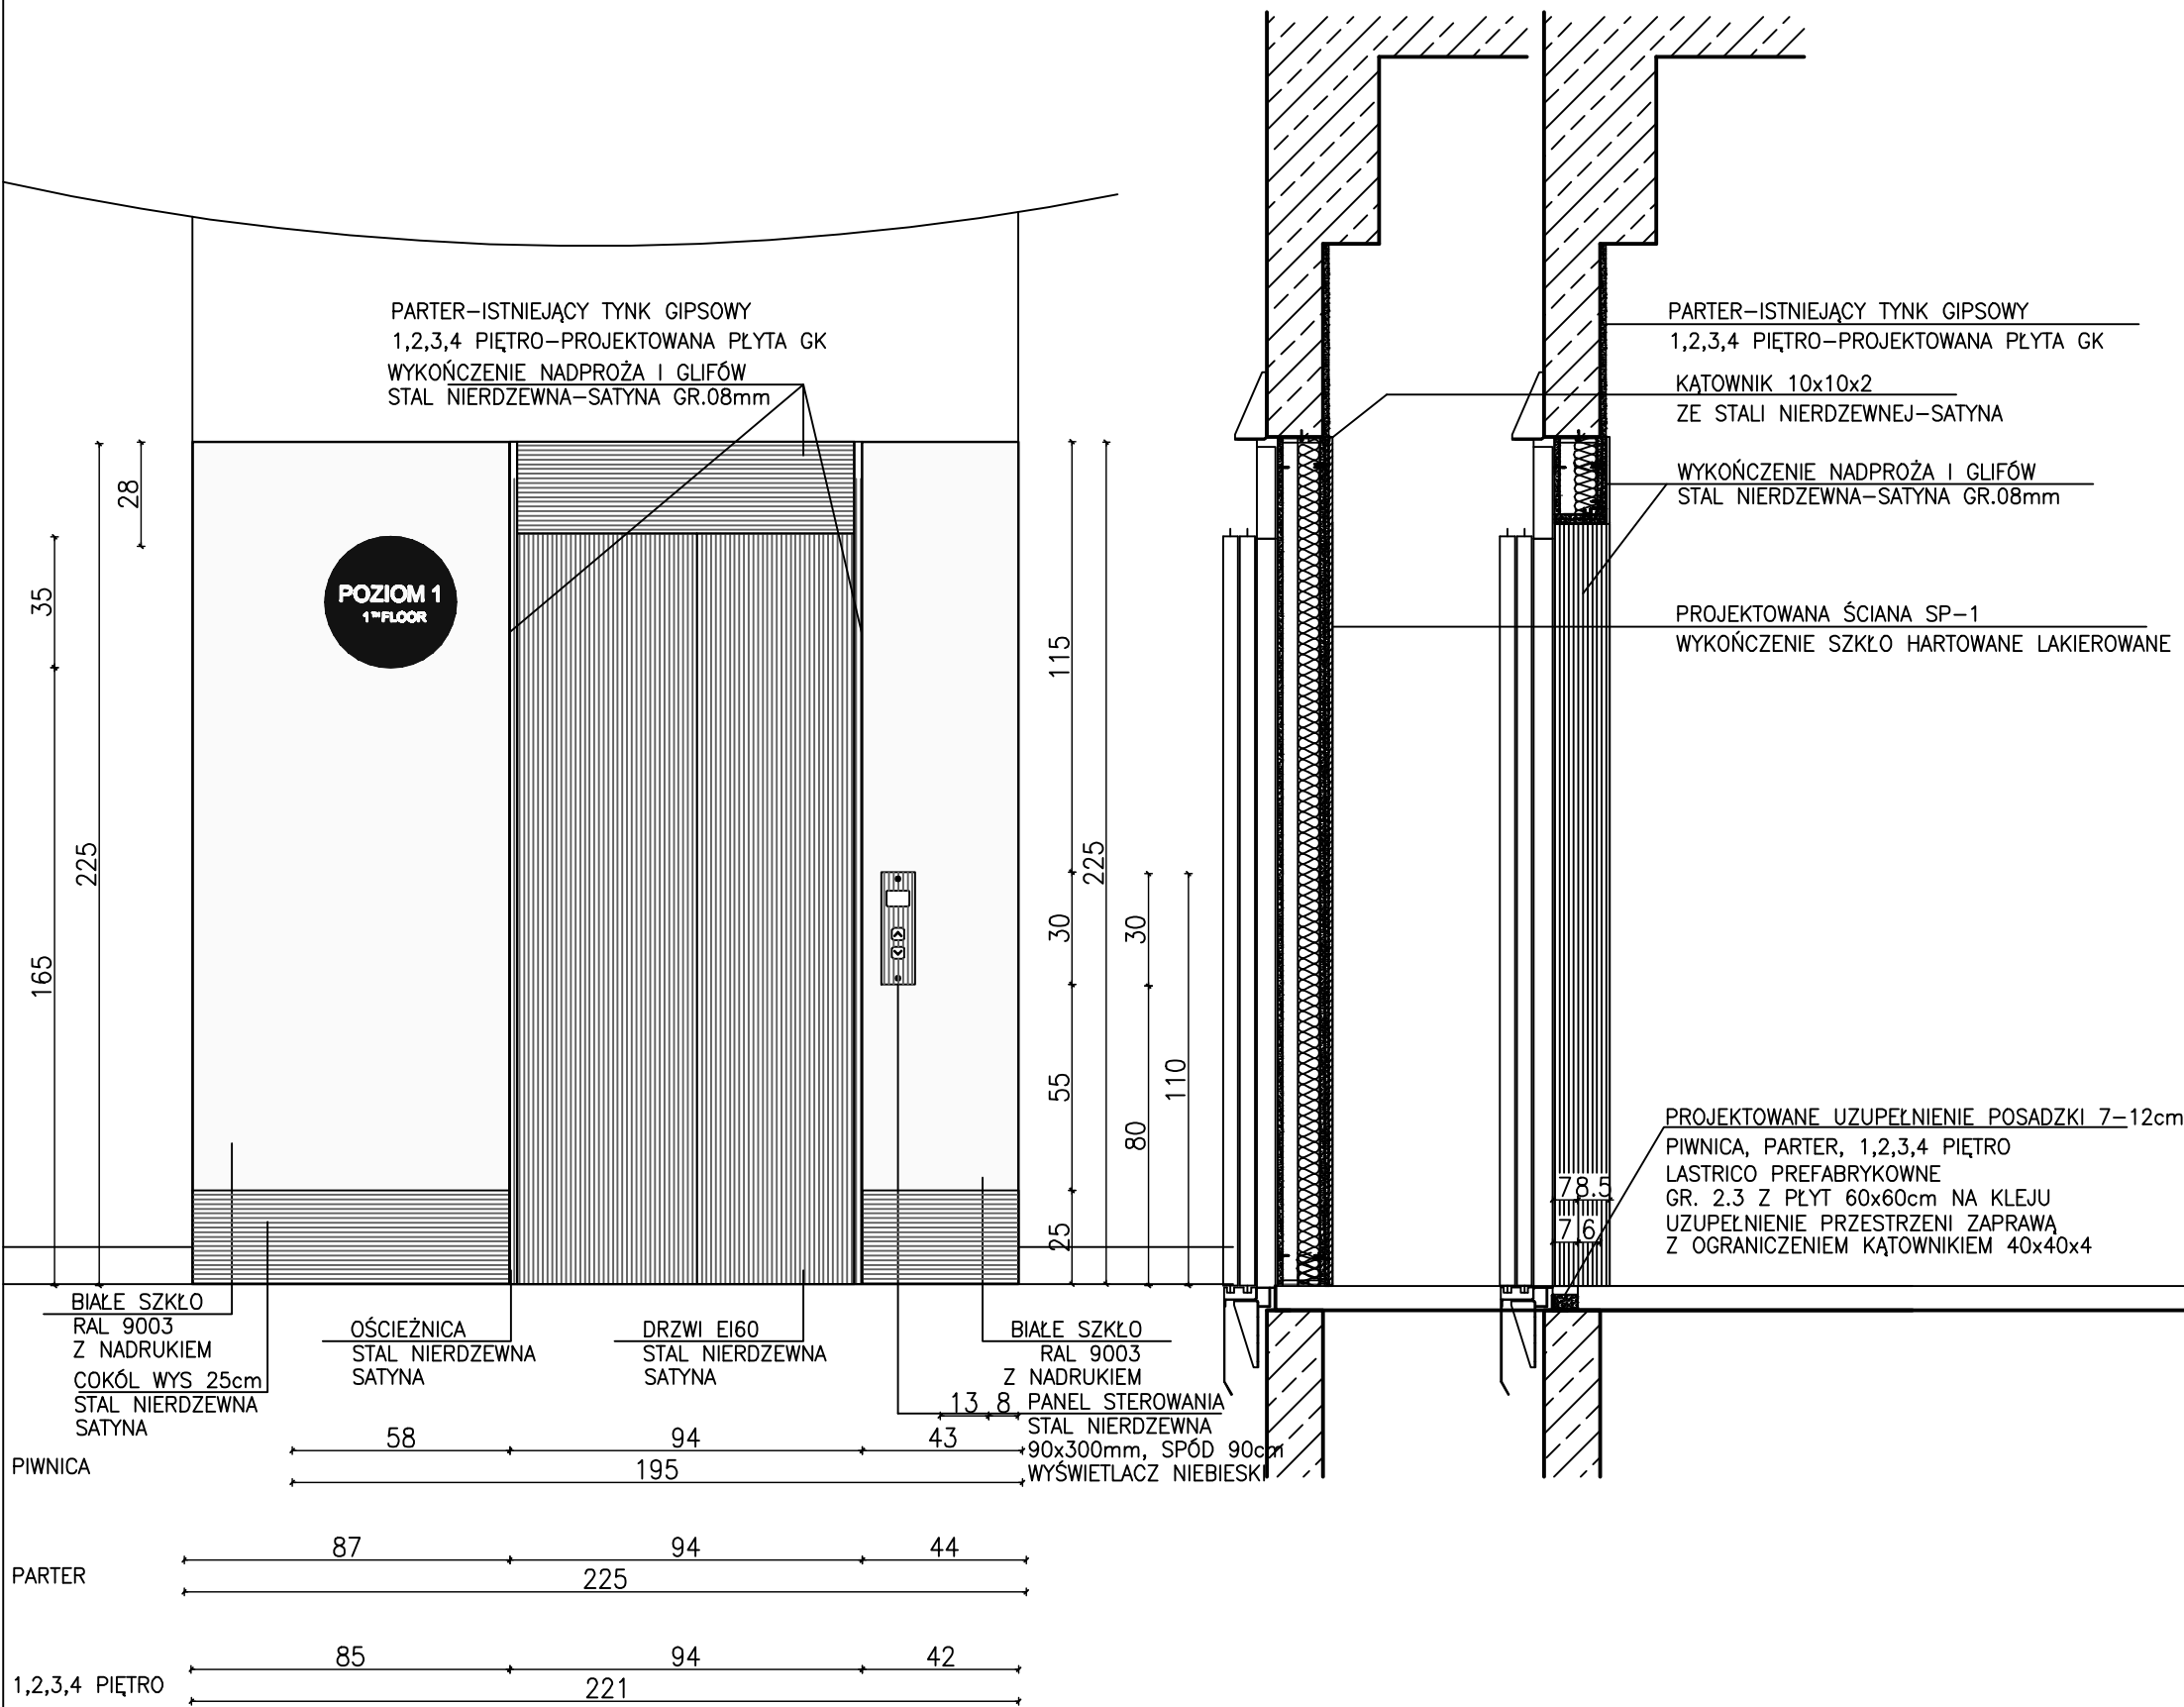 PARTER-ISTNIEJĄCY TYNK GIPSOWY
1,2,3,4 PIĘTRO-PROJEKTOWANA PŁYTA GK
WYKOŃCZENIE NADPROŻA I GLIFÓW
STAL NIERDZEWNA-SATYNA GR.08mm
PARTER-ISTNIEJĄCY TYNK GIPSOWY
1,2,3,4 PIĘTRO-PROJEKTOWANA PŁYTA GK
KĄTOWNIK 10x10x2
ZE STALI NIERDZEWNEJ-SATYNA
WYKOŃCZENIE NADPROŻA I GLIFÓW
STAL NIERDZEWNA-SATYNA GR.08mm
PROJEKTOWANA ŚCIANA SP-1
WYKOŃCZENIE SZKŁO HARTOWANE LAKIEROWANE
28
35
165
225
POZIOM 1
1TH FLOOR
115
30
55
25
225
30
80
110
78.5
7 6
PROJEKTOWANE UZUPEŁNIENIE POSADZKI 7-12cm
PIWNICA, PARTER, 1,2,3,4 PIĘTRO
LASTRICO PREFABRYKOWNE
GR. 2.3 Z PŁYT 60x60cm NA KLEJU
UZUPEŁNIENIE PRZESTRZENI ZAPRAWĄ
Z OGRANICZENIEM KĄTOWNIKIEM 40x40x4
BIAŁE SZKŁO
RAL 9003
Z NADRUKIEM
COKÓL WYS 25cm
STAL NIERDZEWNA
SATYNA
OŚCIEŻNICA
STAL NIERDZEWNA
SATYNA
DRZWI EI60
STAL NIERDZEWNA
SATYNA
BIAŁE SZKŁO
RAL 9003
Z NADRUKIEM
13 8
PANEL STEROWANIA
STAL NIERDZEWNA
90x300mm, SPÓD 90cm
WYŚWIETLACZ NIEBIESKI
58 94 43
PIWNICA
195
87 94 44
PARTER
225
85 94 42
1,2,3,4 PIĘTRO
221